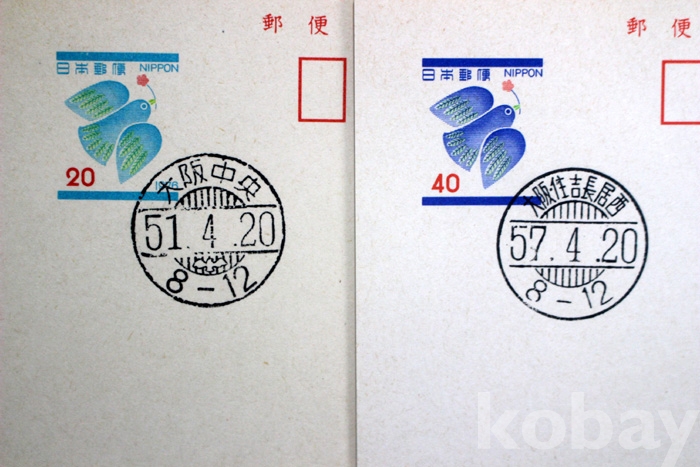 郵便
日本郵便 NIPPON
20
1976
大阪中央
51.4.20
8-12
郵便
日本郵便 NIPPON
40
大阪住吉長居西
57.4.20
8-12
kobay